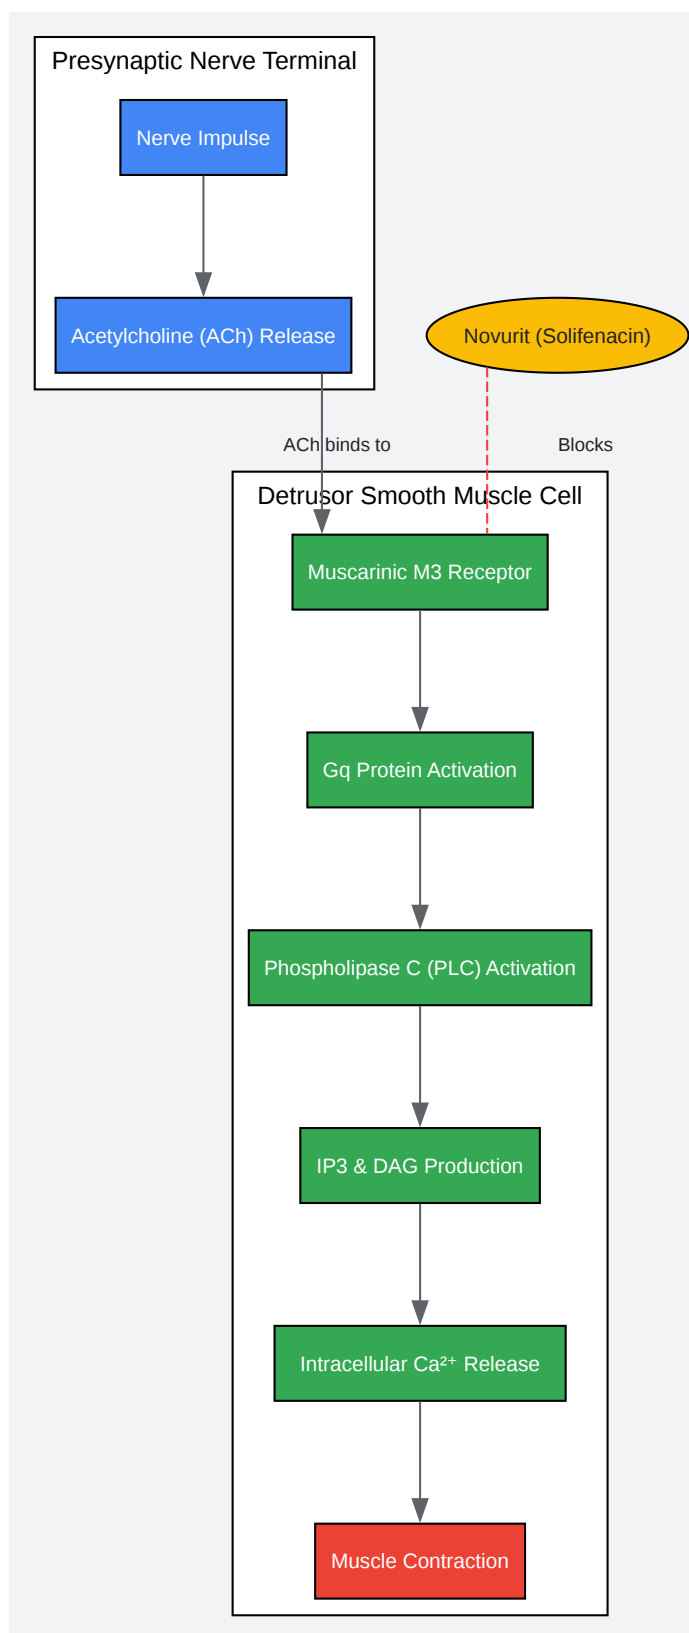 Presynaptic Nerve Terminal
Nerve Impulse
Acetylcholine (ACh) Release
Novurit (Solifenacin)
ACh binds to
Blocks
Detrusor Smooth Muscle Cell
Muscarinic M3 Receptor
Gq Protein Activation
Phospholipase C (PLC) Activation
IP3 & DAG Production
Intracellular Ca²⁺ Release
Muscle Contraction